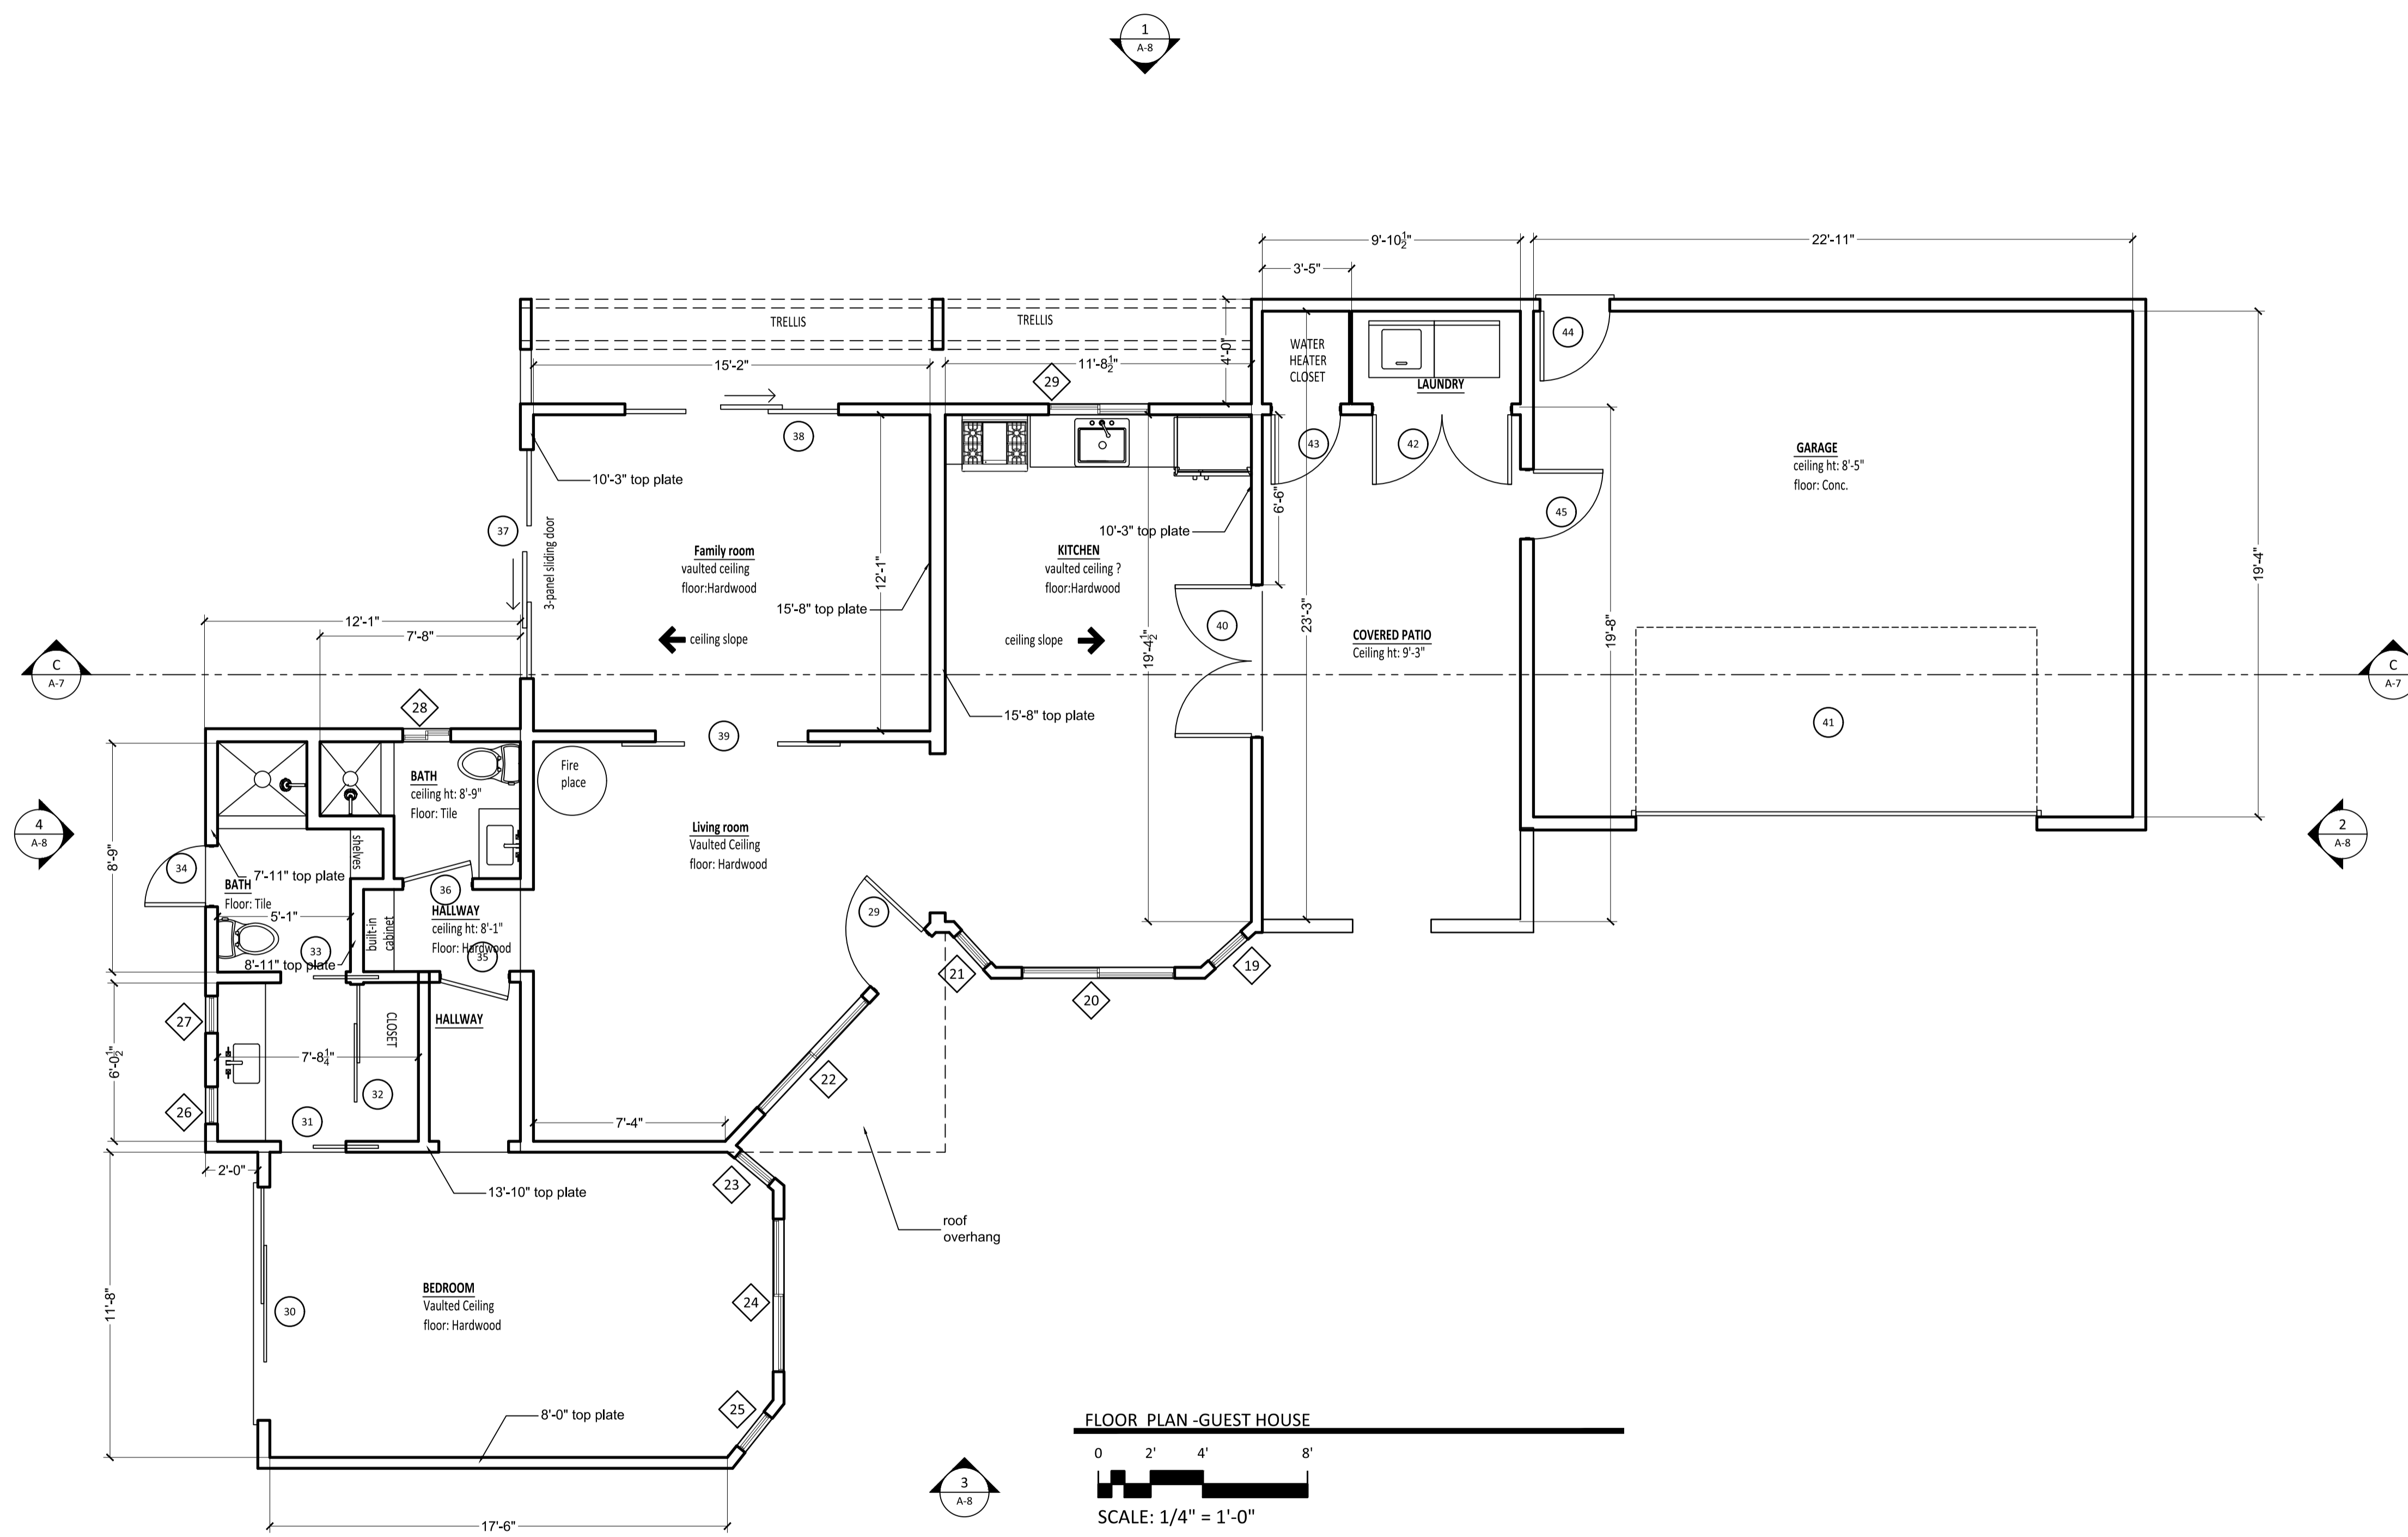 1
A-8
9'-10½"
22'-11"
3'-5"
TRELLIS
TRELLIS
4'-0"
44
WATER
HEATER
CLOSET
LAUNDRY
15'-2"
11'-8½"
29
38
43
42
10'-3" top plate
GARAGE
ceiling ht: 8'-5"
floor: Conc.
6'-6"
45
37
3-panel sliding door
10'-3" top plate
Family room
vaulted ceiling
floor:Hardwood
12'-1"
KITCHEN
vaulted ceiling ?
floor:Hardwood
19'-4"
15'-8" top plate
12'-1"
7'-8"
ceiling slope
ceiling slope
19'-4½"
40
23'-3"
COVERED PATIO
Ceiling ht: 9'-3"
19'-8"
C
A-7
C
A-7
28
15'-8" top plate
39
41
Fire
place
BATH
ceiling ht: 8'-9"
Floor: Tile
4
A-8
2
A-8
Living room
Vaulted Ceiling
floor: Hardwood
shelves
8'-9"
34
7'-11" top plate
BATH
Floor: Tile
5'-1"
36
HALLWAY
ceiling ht: 8'-1"
Floor: Hardwood
built-in
cabinet
29
33
35
8'-11" top plate
21
19
20
27
HALLWAY
CLOSET
6'-0½"
7'-8¼"
22
32
26
31
7'-4"
2'-0"
23
13'-10" top plate
roof
overhang
BEDROOM
Vaulted Ceiling
floor: Hardwood
11'-8"
30
24
25
8'-0" top plate
FLOOR PLAN -GUEST HOUSE
0 2' 4' 8'
3
A-8
SCALE: 1/4" = 1'-0"
17'-6"